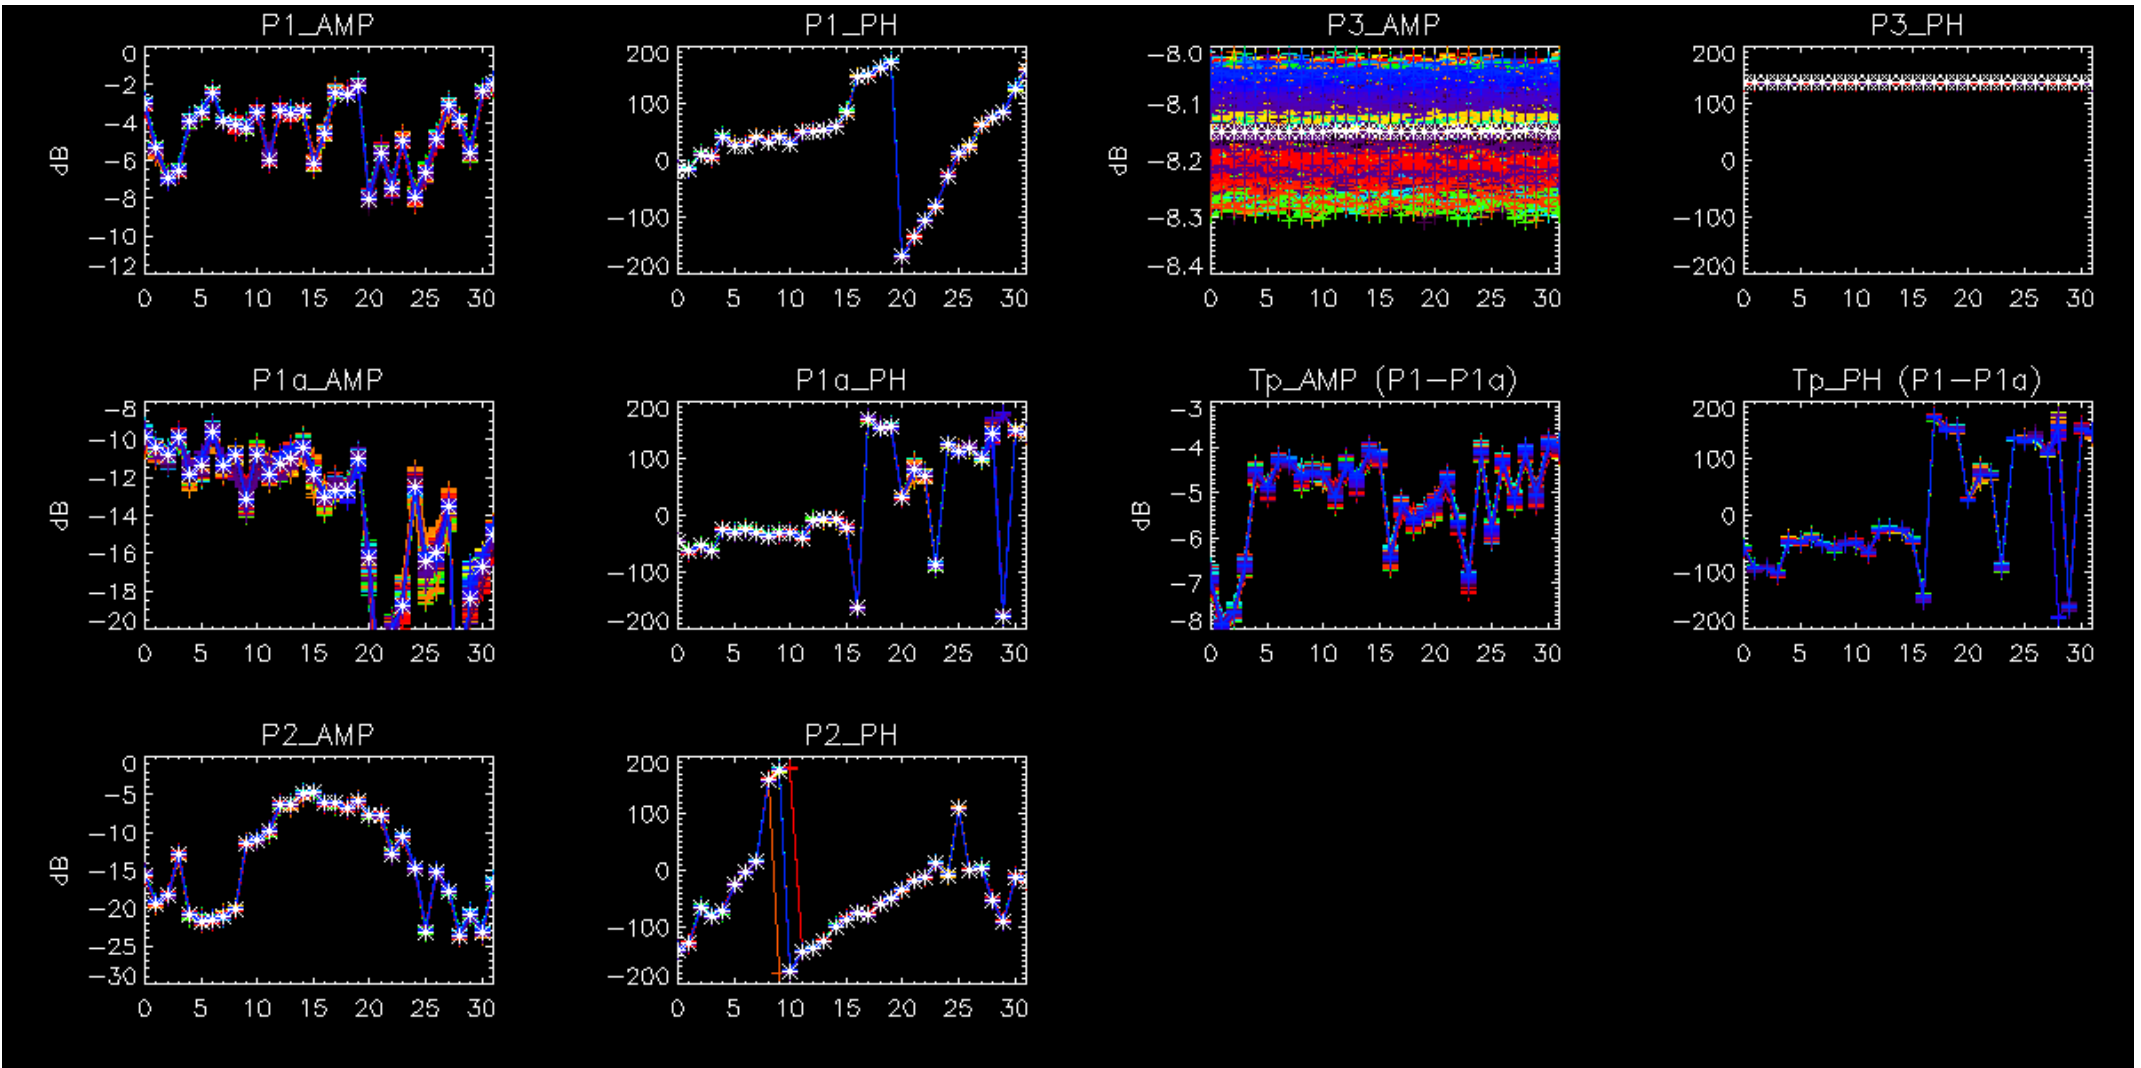 P1_AMP
0
−2
−4
−6
−8
−10
−12
dB
0 5 10 15 20 25 30
P1_PH
200
100
0
−100
−200
0 5 10 15 20 25 30
P3_AMP
−8.0
−8.1
−8.2
−8.3
−8.4
dB
0 5 10 15 20 25 30
P3_PH
200
100
0
−100
−200
0 5 10 15 20 25 30
P1a_AMP
−8
−10
−12
−14
−16
−18
−20
dB
0 5 10 15 20 25 30
P1a_PH
200
100
0
−100
−200
0 5 10 15 20 25 30
Tp_AMP (P1−P1a)
−3
−4
−5
−6
−7
−8
dB
0 5 10 15 20 25 30
Tp_PH (P1−P1a)
200
100
0
−100
−200
0 5 10 15 20 25 30
P2_AMP
0
−5
−10
−15
−20
−25
−30
dB
0 5 10 15 20 25 30
P2_PH
200
100
0
−100
−200
0 5 10 15 20 25 30